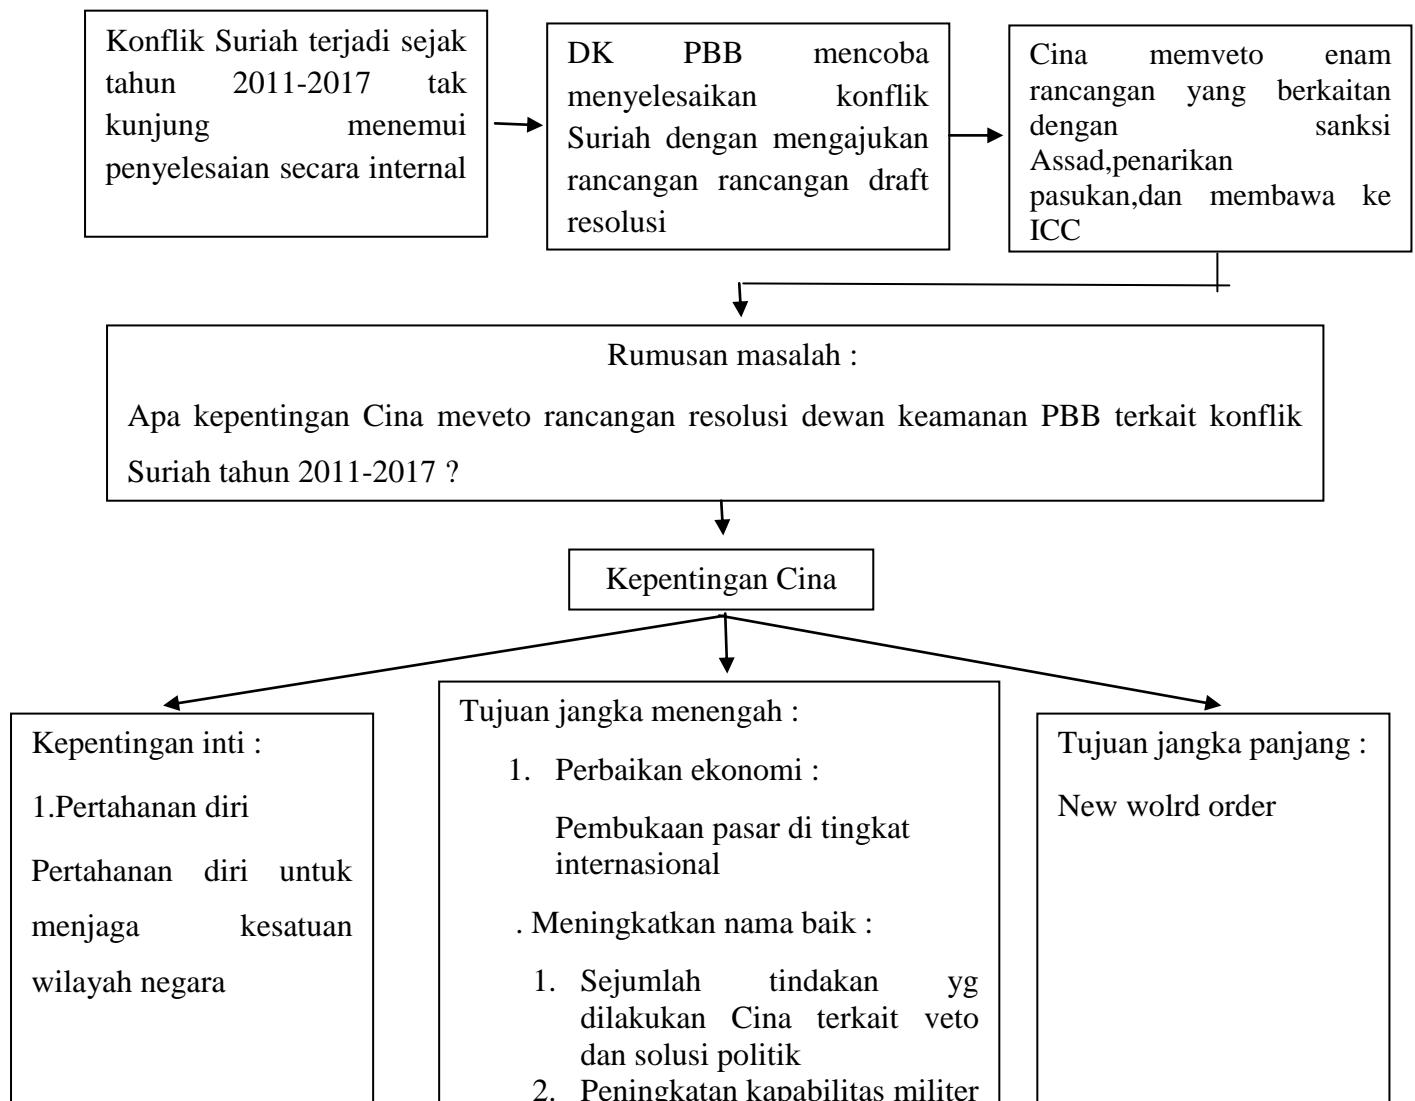 Konflik Suriah terjadi sejak
tahun 2011-2017 tak
kunjung menemui
penyelesaian secara internal
DK PBB mencoba
menyelesaikan konflik
Suriah dengan mengajukan
rancangan rancangan draft
resolusi
Cina memveto enam
rancangan yang berkaitan
dengan sanksi
Assad,penarikan
pasukan,dan membawa ke
ICC
Rumusan masalah :
Apa kepentingan Cina meveto rancangan resolusi dewan keamanan PBB terkait konflik
Suriah tahun 2011-2017 ?
Kepentingan Cina
Kepentingan inti :
1.Pertahanan diri
Pertahanan diri untuk
menjaga kesatuan
wilayah negara
Tujuan jangka menengah :
1. Perbaikan ekonomi :
Pembukaan pasar di tingkat
internasional
. Meningkatkan nama baik :
1. Sejumlah tindakan yg
dilakukan Cina terkait veto
dan solusi politik
2. Peningkatan kapabilitas militer
Tujuan jangka panjang :
New wolrd order